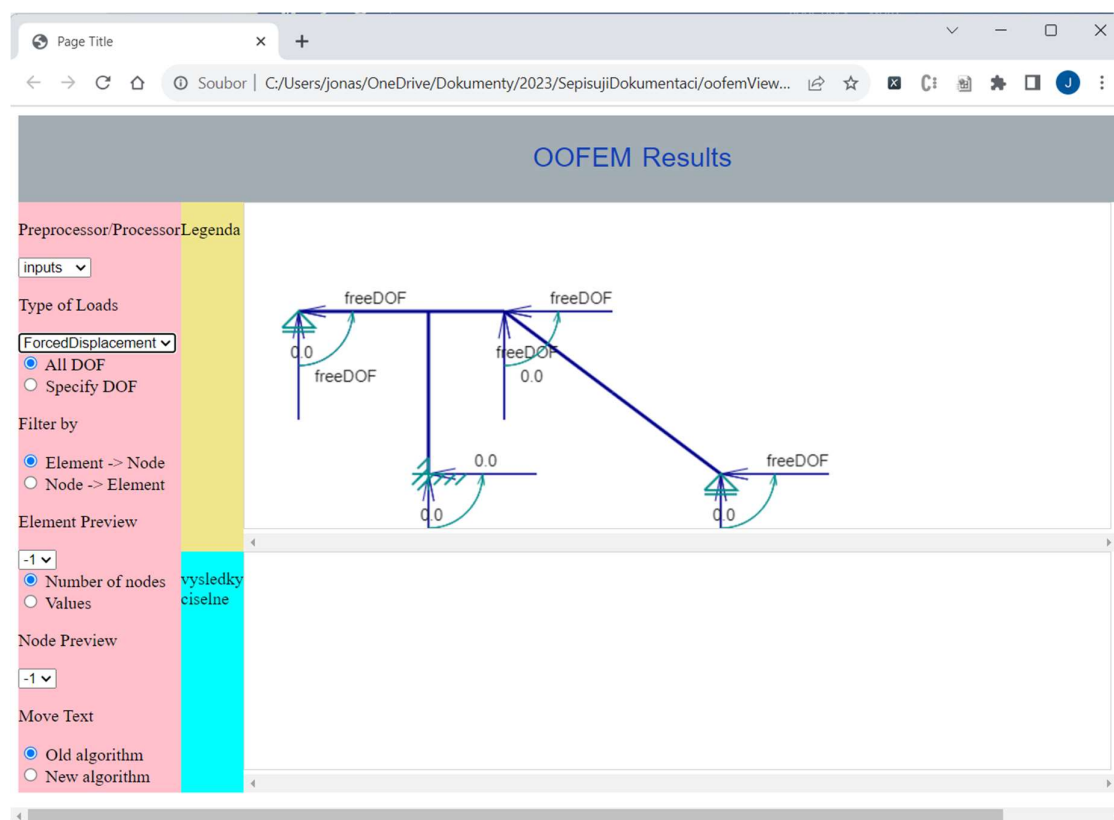 Page Title
Soubor | C:/Users/jonas/OneDrive/Dokumenty/2023/SepisujiDokumentaci/oofemView...
J
OOFEM Results
Preprocessor/Processor
inputs
Type of Loads
ForcedDisplacement
All DOF
Specify DOF
Filter by
Element -> Node
Node -> Element
Element Preview
-1
Number of nodes
Values
Node Preview
-1
Move Text
Old algorithm
New algorithm
Legenda
vysledky
ciselne
freeDOF
freeDOF
0.0
freeDOF
freeDOF
0.0
0.0
freeDOF
0.0
0.0